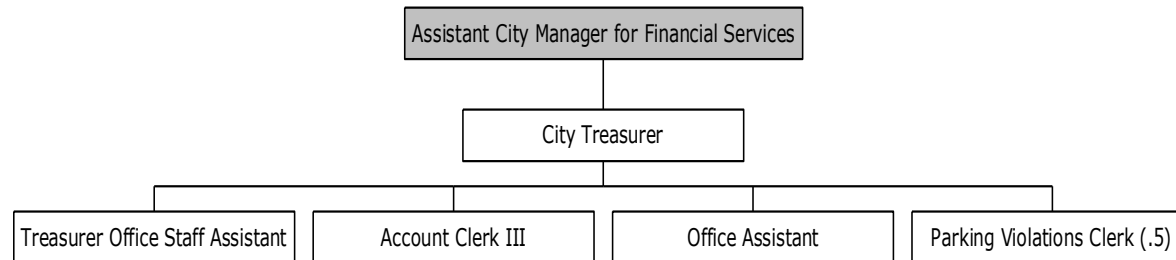 Assistant City Manager for Financial Services
City Treasurer
Treasurer Office Staff Assistant
Account Clerk III
Office Assistant
Parking Violations Clerk (.5)